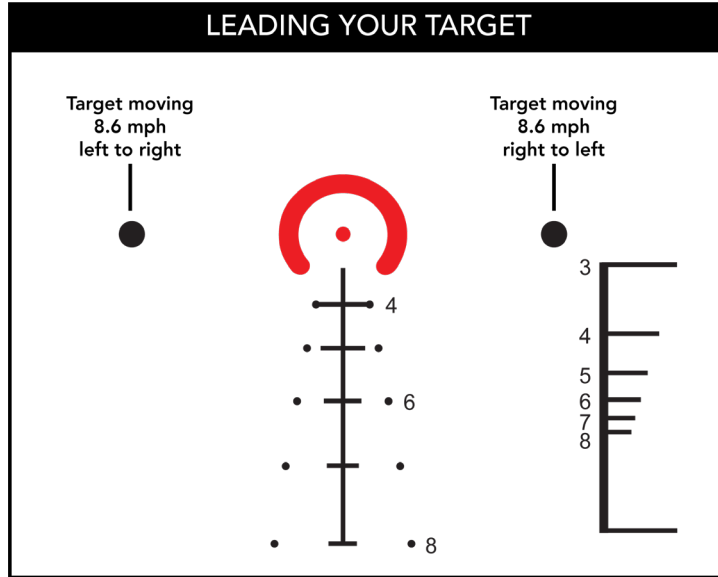 LEADING YOUR TARGET
Target moving
8.6 mph
left to right
Target moving
8.6 mph
right to left
4
6
8
3
4
5
6
7
8